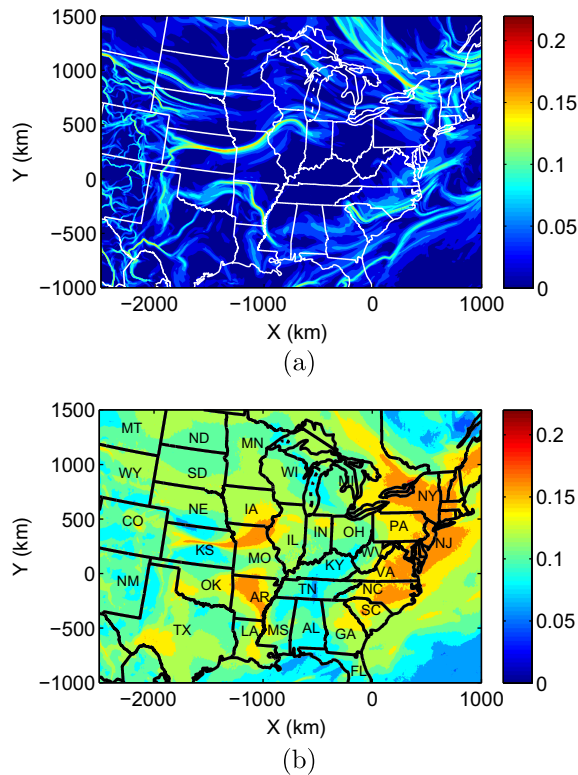 1500
1000
500
0
−500
−1000
Y (km)
−2000
−1000
0
1000
X (km)
0.2
0.15
0.1
0.05
0
(a)
1500
1000
500
0
−500
−1000
Y (km)
MT
ND
MN
WY
SD
WI
MI
NY
NE
IA
PA
CO
IL
IN
OH
NJ
KS
MO
WV
KY
VA
NM
OK
AR
TN
NC
SC
TX
LA
MS
AL
GA
FL
−2000
−1000
0
1000
X (km)
0.2
0.15
0.1
0.05
0
(b)